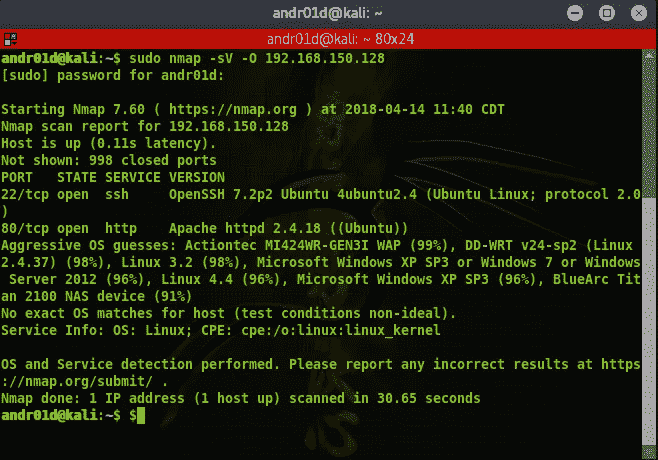 andr01d@kali: ~
andr01d@kali: ~ 80x24
andr01d@kali:~$ sudo nmap -sV -O 192.168.150.128
[sudo] password for andr01d:
Starting Nmap 7.60 ( https://nmap.org ) at 2018-04-14 11:40 CDT
Nmap scan report for 192.168.150.128
Host is up (0.11s latency).
Not shown: 998 closed ports
PORT   STATE SERVICE VERSION
22/tcp open  ssh     OpenSSH 7.2p2 Ubuntu 4ubuntu2.4 (Ubuntu Linux; protocol 2.0
)
80/tcp open  http    Apache httpd 2.4.18 ((Ubuntu))
Aggressive OS guesses: Actiontec MI424WR-GEN3I WAP (99%), DD-WRT v24-sp2 (Linux
2.4.37) (98%), Linux 3.2 (98%), Microsoft Windows XP SP3 or Windows 7 or Windows
 Server 2012 (96%), Linux 4.4 (96%), Microsoft Windows XP SP3 (96%), BlueArc Tit
an 2100 NAS device (91%)
No exact OS matches for host (test conditions non-ideal).
Service Info: OS: Linux; CPE: cpe:/o:linux:linux_kernel
OS and Service detection performed. Please report any incorrect results at https
://nmap.org/submit/ .
Nmap done: 1 IP address (1 host up) scanned in 30.65 seconds
andr01d@kali:~$ $